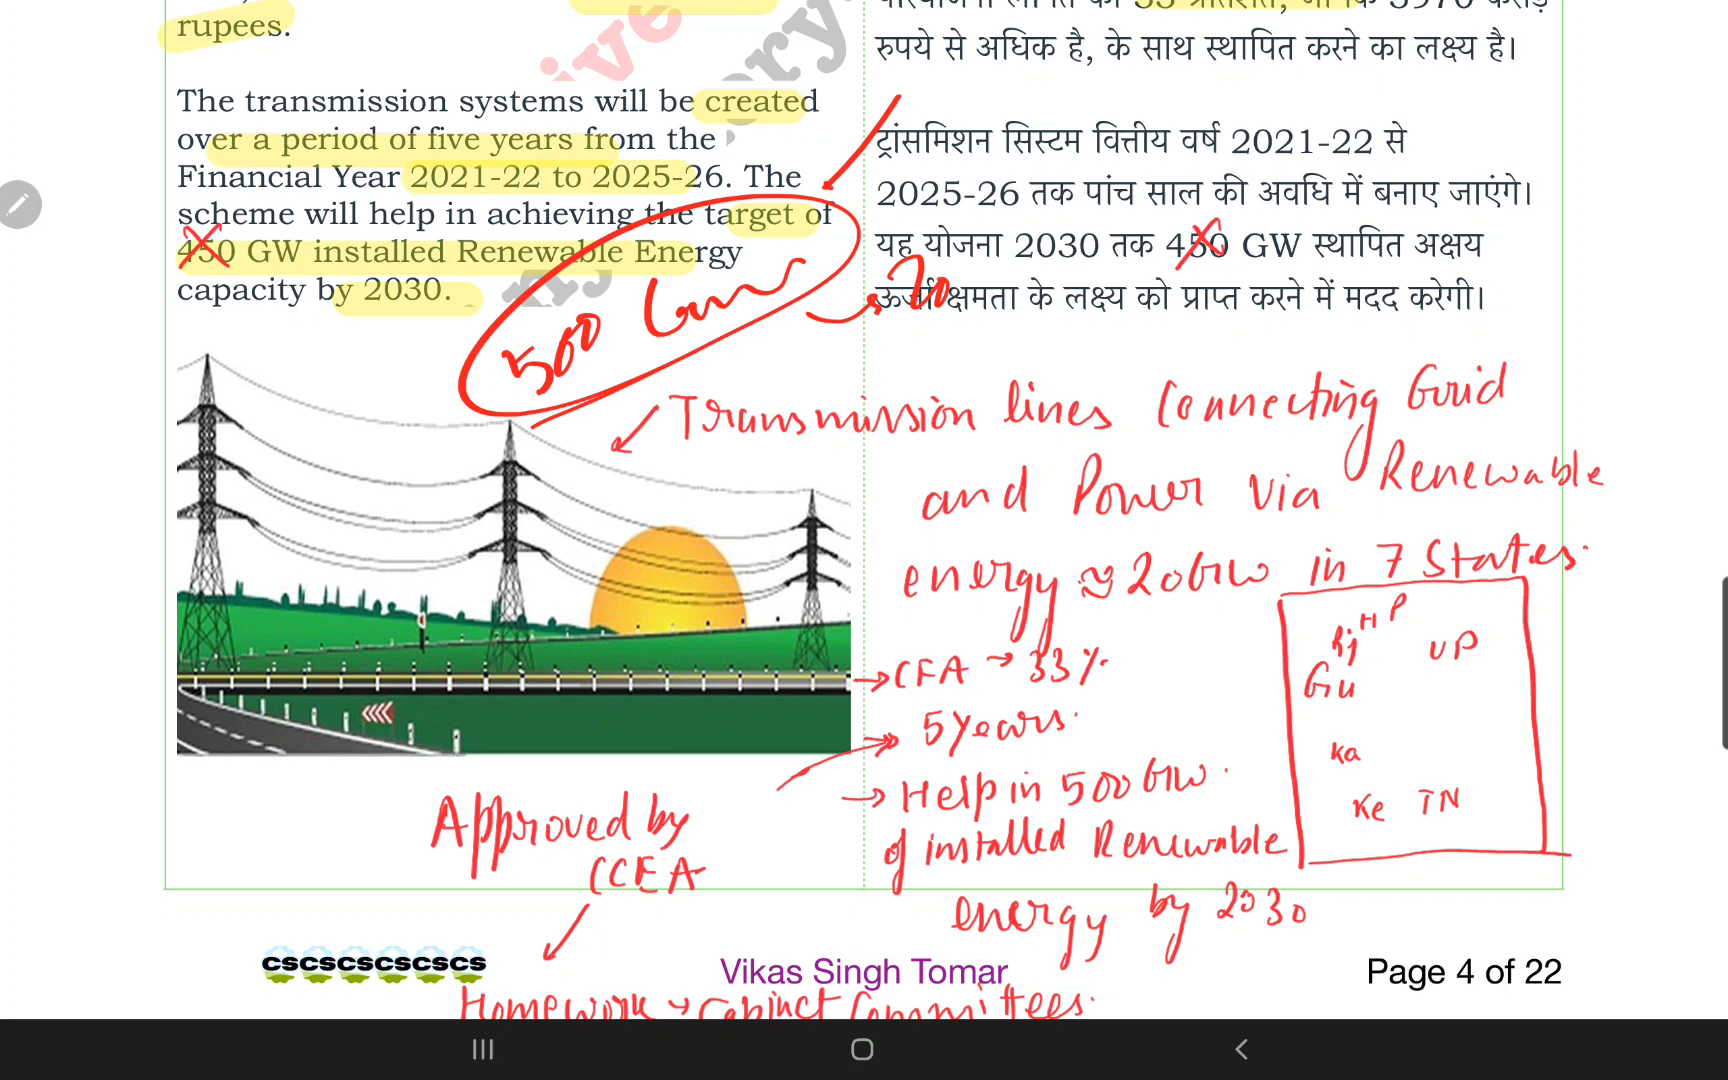 rupees.
The transmission systems will be created
over a period of five years from the
Financial Year 2021-22 to 2025-26. The
scheme will help in achieving the target of
450 GW installed Renewable Energy
capacity by 2030.
रुपये से अधिक है, के साथ स्थापित करने का लक्ष्य है।
ट्रांसमिशन सिस्टम वित्तीय वर्ष 2021-22 से
2025-26 तक पांच साल की अवधि में बनाए जाएंगे।
यह योजना 2030 तक 450 GW स्थापित अक्षय
ऊर्जा क्षमता के लक्ष्य को प्राप्त करने में मदद करेगी।
500 GW
20
Transmission lines Connecting Grid
and Power via Renewable
energy ≈ 20GW in 7 States.
HP
Rj
UP
Gu
Ka
Ke TN
→ CFA → 33%
→ 5 years.
→ Help in 500 GW.
of installed Renewable
energy by 2030
Approved by
CCEA
cscscscscscs
Vikas Singh Tomar
Page 4 of 22
Homework → Cabinet Committees.